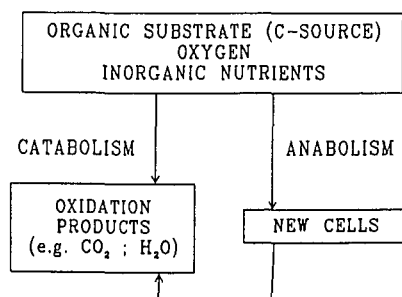 ORGANIC SUBSTRATE (C-SOURCE)
OXYGEN
INORGANIC NUTRIENTS
CATABOLISM
ANABOLISM
OXIDATION
PRODUCTS
(e.g. CO₂ ; H₂O)
NEW CELLS